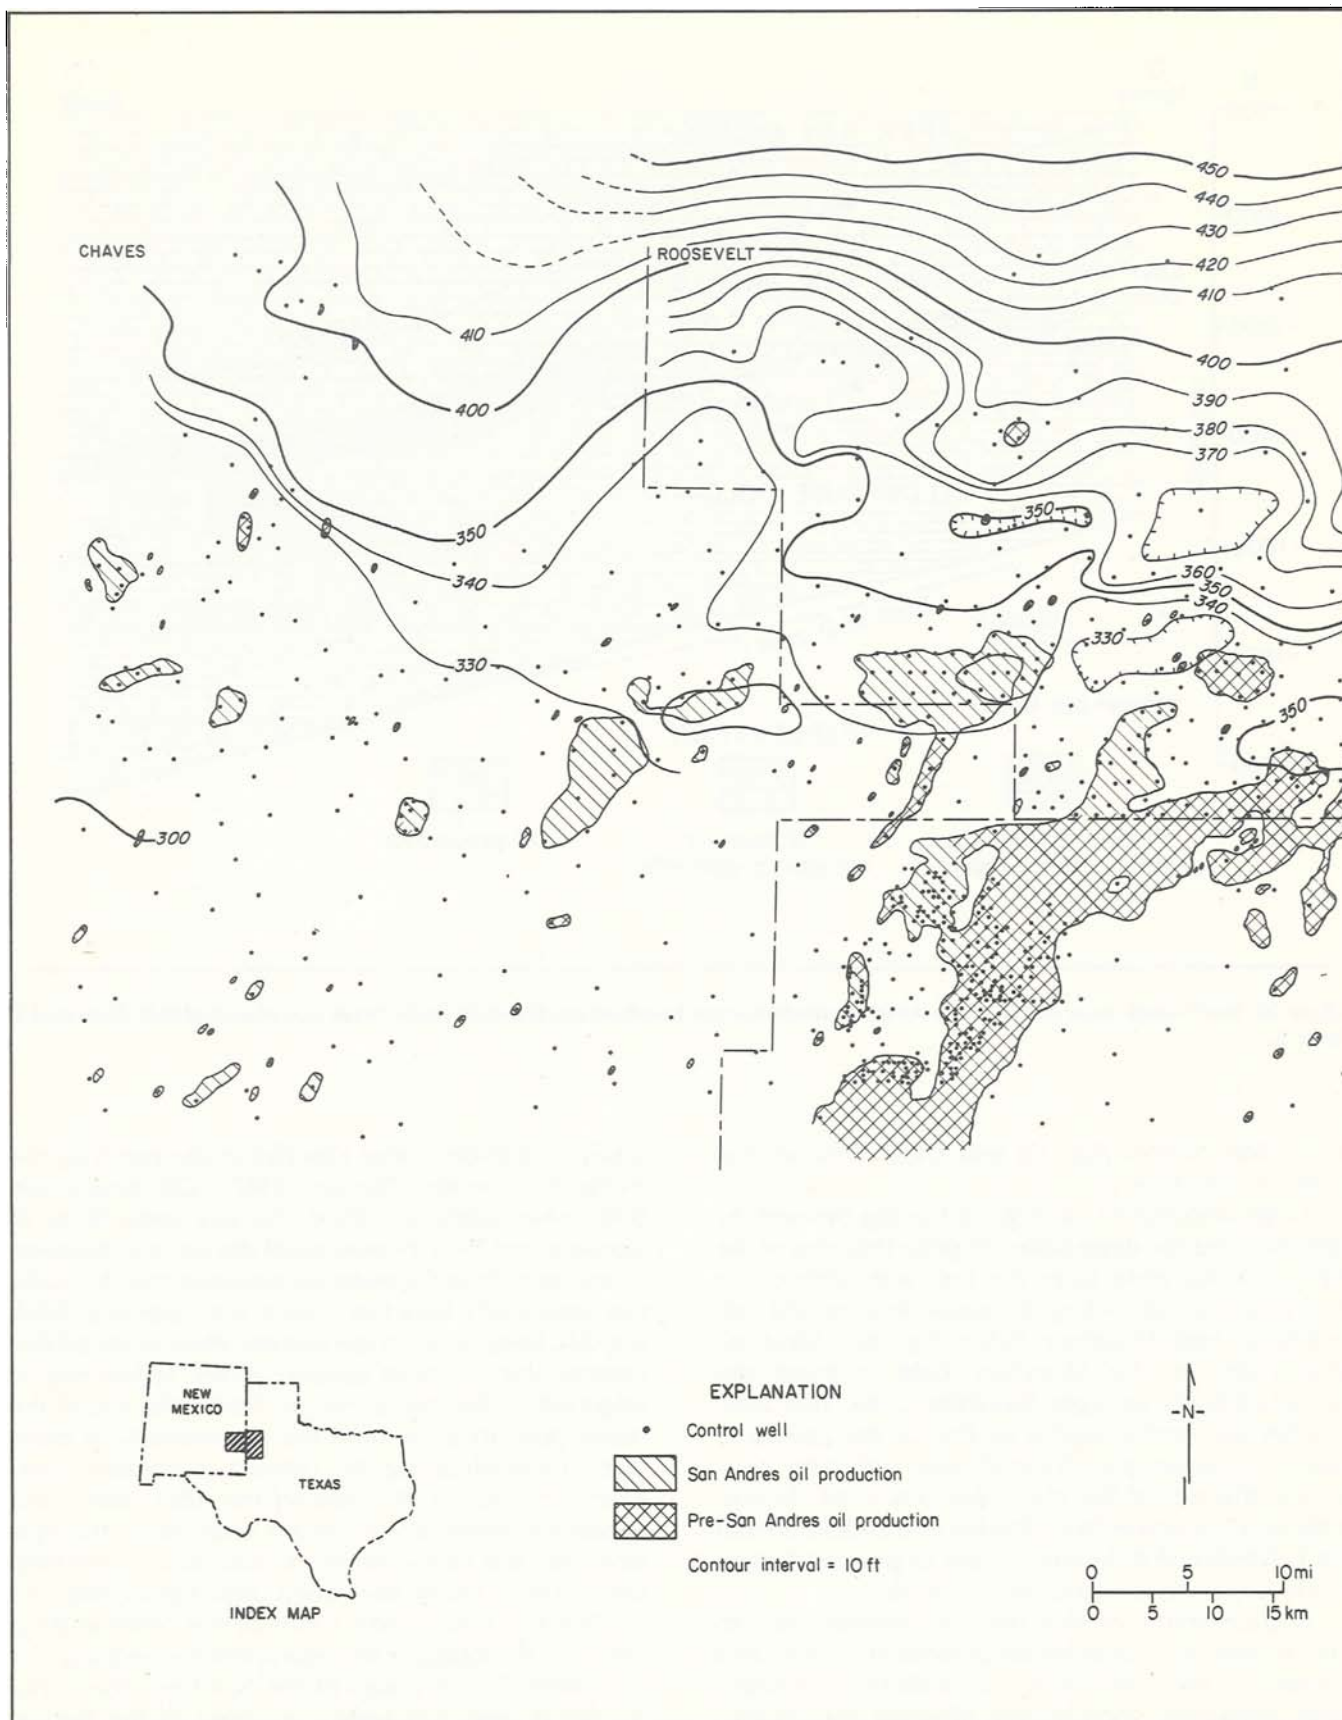 450
440
430
CHAVES
ROOSEVELT
420
410
410
400
400
390
380
370
350
350
340
360
350
340
330
330
350
300
NEW
MEXICO
TEXAS
INDEX MAP
EXPLANATION
Control well
San Andres oil production
Pre-San Andres oil production
Contour interval = 10 ft
-N-
0 5 10 mi
0 5 10 15 km